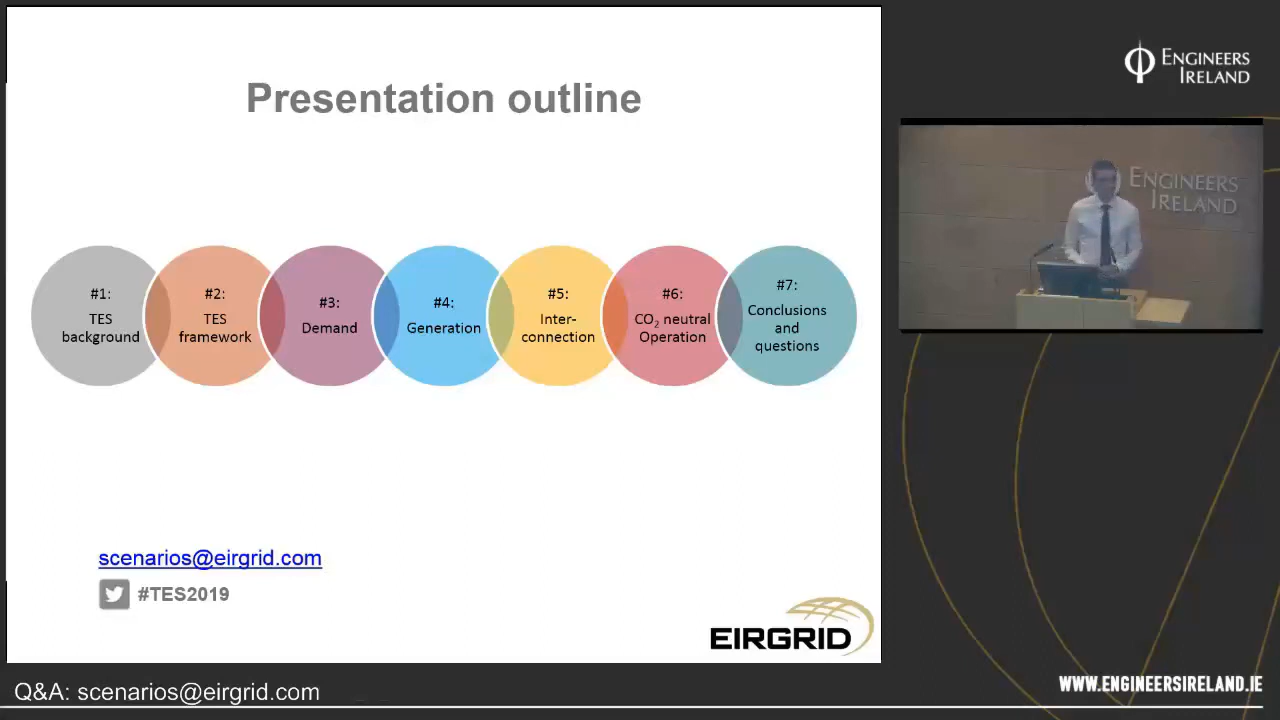 Presentation outline
#1:
TES
background
#2:
TES
framework
#3:
Demand
#4:
Generation
#5:
Inter-
connection
#6:
CO2 neutral
Operation
#7:
Conclusions
and
questions
scenarios@eirgrid.com
#TES2019
EIRGRID
ENGINEERS
IRELAND
ENGINEERS
IRELAND
Q&A: scenarios@eirgrid.com
WWW.ENGINEERSIRELAND.IE